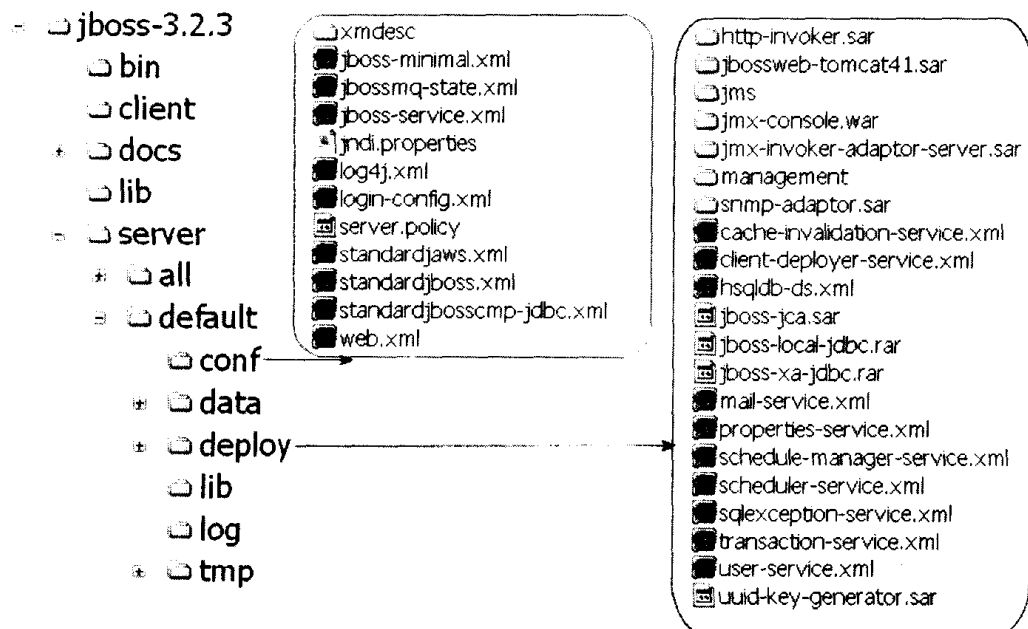 jboss-3.2.3
bin
client
docs
lib
server
all
default
conf
data
deploy
lib
log
tmp
xmdesc
jboss-minimal.xml
jbossmq-state.xml
jboss-service.xml
jndi.properties
log4j.xml
login-config.xml
server.policy
standardjaws.xml
standardjboss.xml
standardjbosscmp-jdbc.xml
web.xml
http-invoker.sar
jbossweb-tomcat41.sar
jms
jmx-console.war
jmx-invoker-adaptor-server.sar
management
snmp-adaptor.sar
cache-invalidation-service.xml
client-deployer-service.xml
hsqldb-ds.xml
jboss-jca.sar
jboss-local-jdbc.rar
jboss-xa-jdbc.rar
mail-service.xml
properties-service.xml
schedule-manager-service.xml
scheduler-service.xml
sqlexception-service.xml
transaction-service.xml
user-service.xml
uuid-key-generator.sar